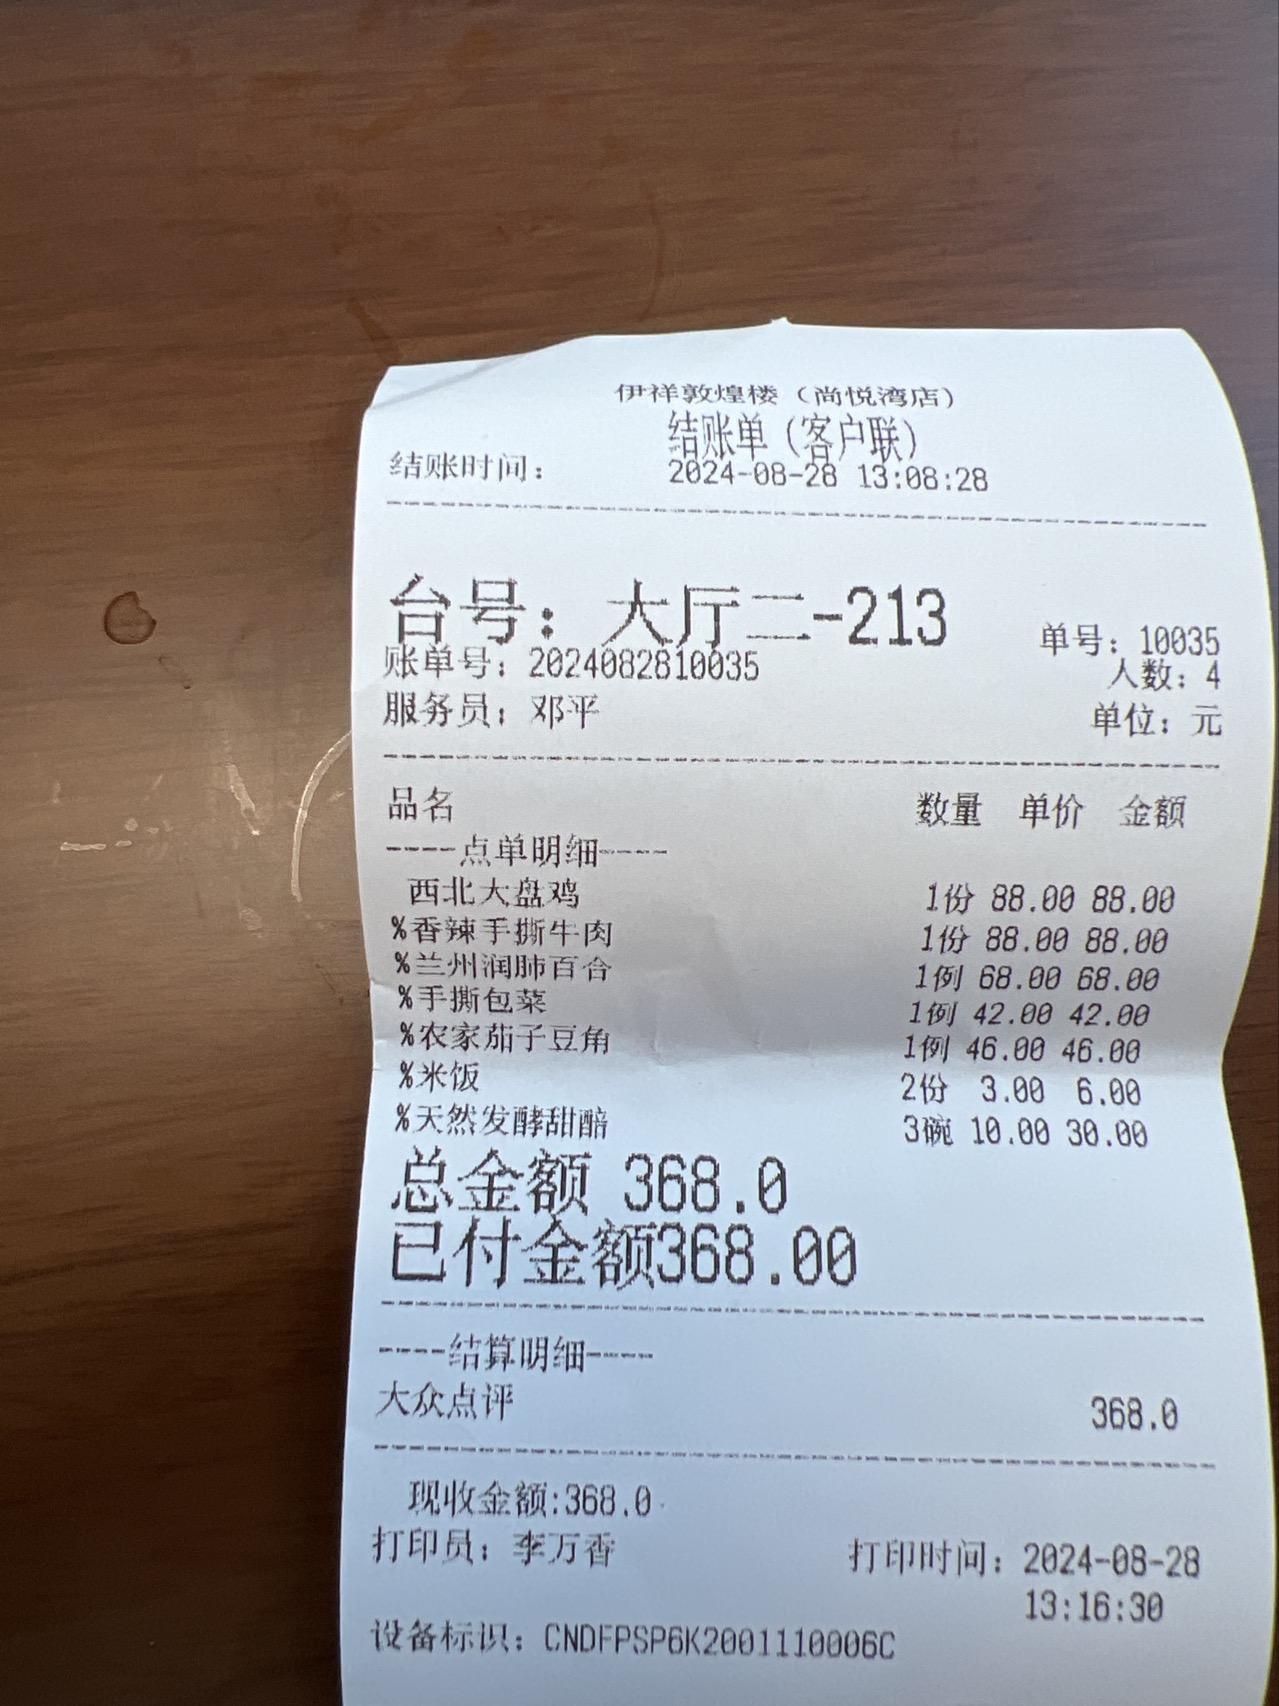 伊祥敦煌楼（尚悦湾店）
结账单（客户联）
结账时间： 2024-08-28 13:08:28
台号：大厅二-213 单号：10035
账单号：2024082810035 人数：4
服务员：邓平 单位：元
品名 数量 单价 金额
----点单明细----
西北大盘鸡 1份 88.00 88.00
%香辣手撕牛肉 1份 88.00 88.00
%兰州润肺百合 1例 68.00 68.00
%手撕包菜 1例 42.00 42.00
%农家茄子豆角 1例 46.00 46.00
%米饭 2份 3.00 6.00
%天然发酵甜醅 3碗 10.00 30.00
总金额 368.0
已付金额368.00
----结算明细----
大众点评 368.0
现收金额:368.0
打印员：李万香 打印时间：2024-08-28
13:16:30
设备标识：CNDFPSP6K2001110006C